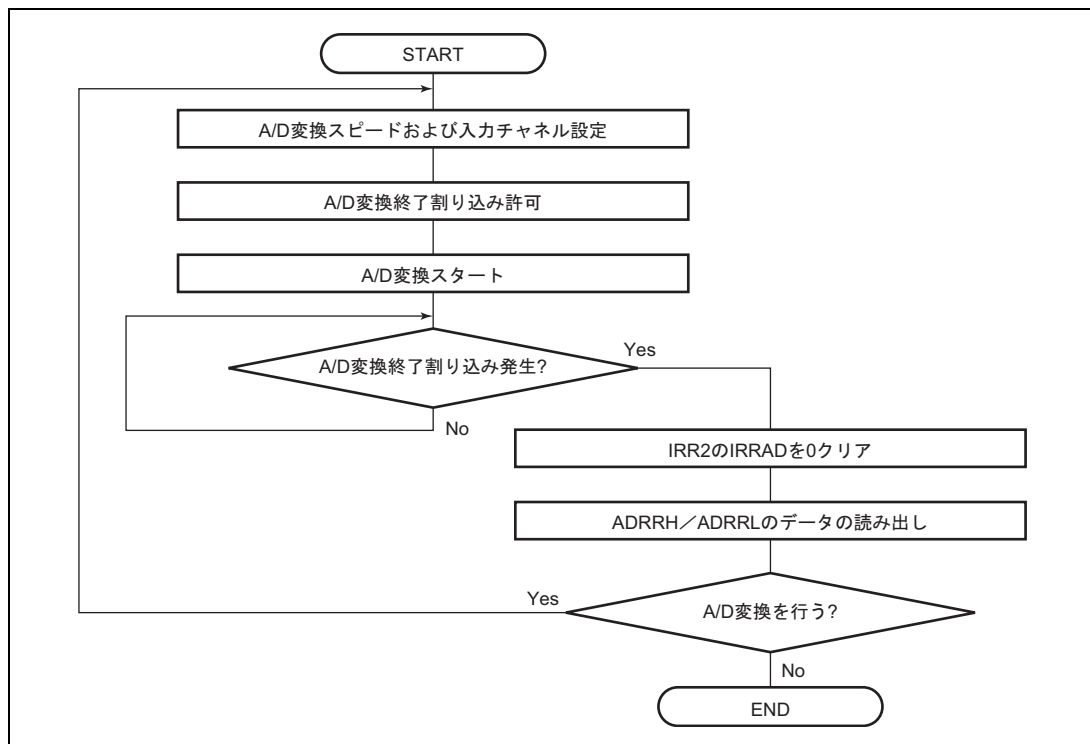 START
A/D変換スピードおよび入力チャネル設定
A/D変換終了割り込み許可
A/D変換スタート
A/D変換終了割り込み発生?
Yes
No
IRR2のIRRADを0クリア
ADRRH／ADRRLのデータの読み出し
Yes
A/D変換を行う?
No
END